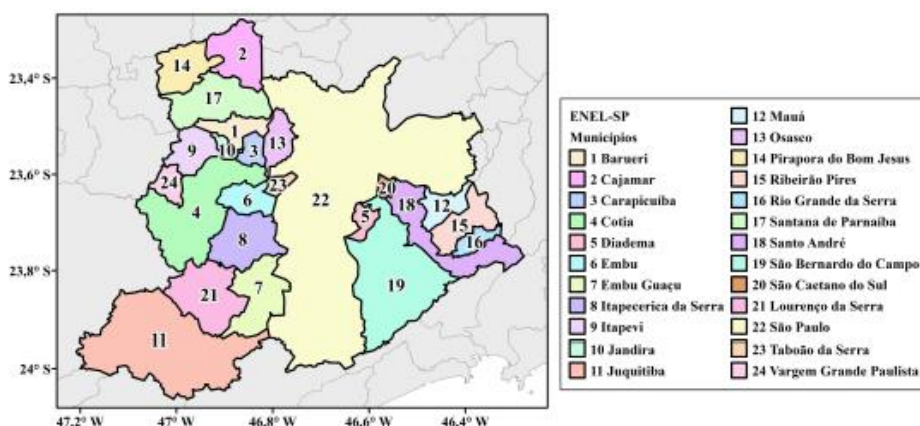 14
2
23,4° S
17
1
13
9
10
3
23,6° S
24
23
20
6
22
18
12
4
5
15
8
16
23,8° S
19
21
7
11
24° S
47.2° W
47° W
46.8° W
46.6° W
46.4° W
ENEL-SP
Municípios
1 Barueri
2 Cajamar
3 Carapicuíba
4 Cotia
5 Diadema
6 Embu
7 Embu Guaçu
8 Itapecerica da Serra
9 Itapevi
10 Jandira
11 Juquitiba
12 Mauá
13 Osasco
14 Pirapora do Bom Jesus
15 Ribeirão Pires
16 Rio Grande da Serra
17 Santana de Parnaíba
18 Santo André
19 São Bernardo do Campo
20 São Caetano do Sul
21 Lourenço da Serra
22 São Paulo
23 Taboão da Serra
24 Vargem Grande Paulista